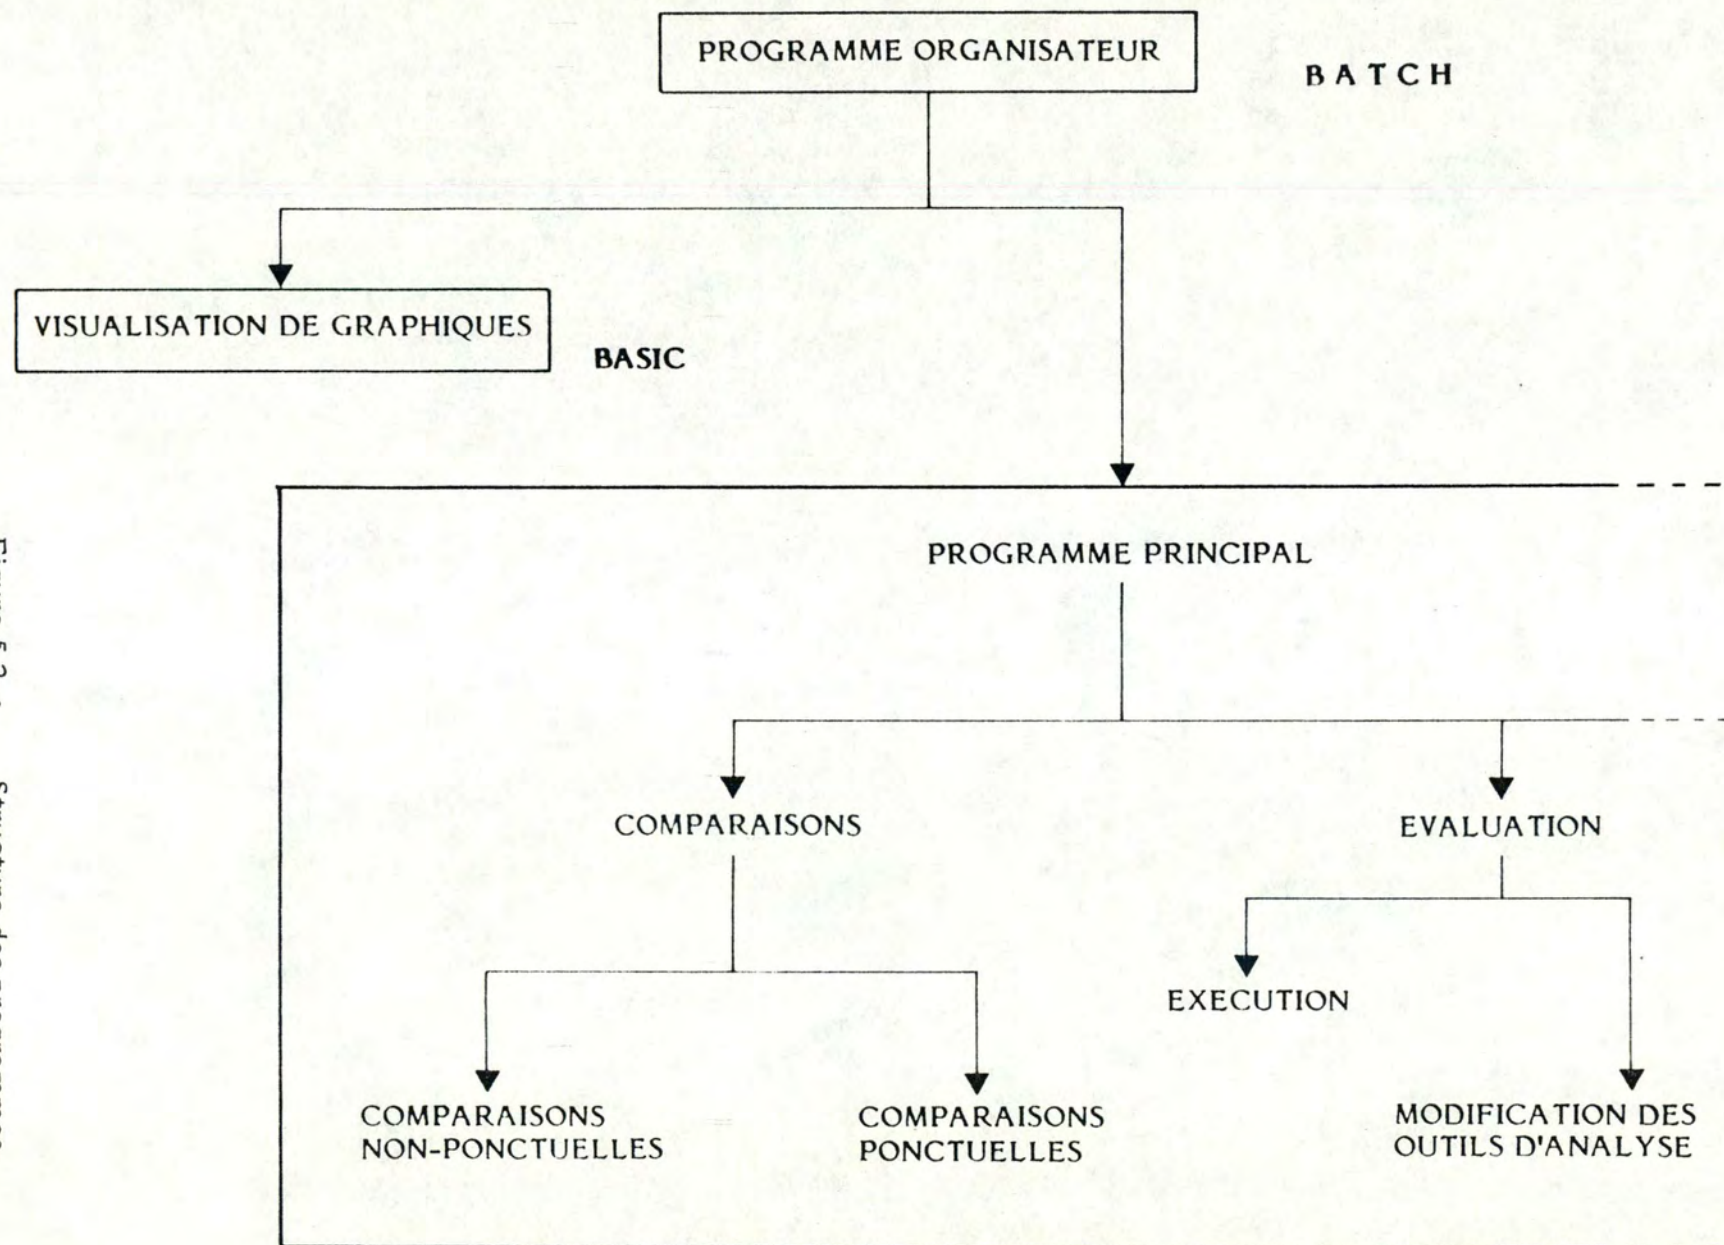 PROGRAMME ORGANISATEUR
B A T C H
VISUALISATION DE GRAPHIQUES
BASIC
PROGRAMME PRINCIPAL
COMPARAISONS
EVALUATION
EXECUTION
COMPARAISONS
NON-PONCTUELLES
COMPARAISONS
PONCTUELLES
MODIFICATION DES
OUTILS D'ANALYSE